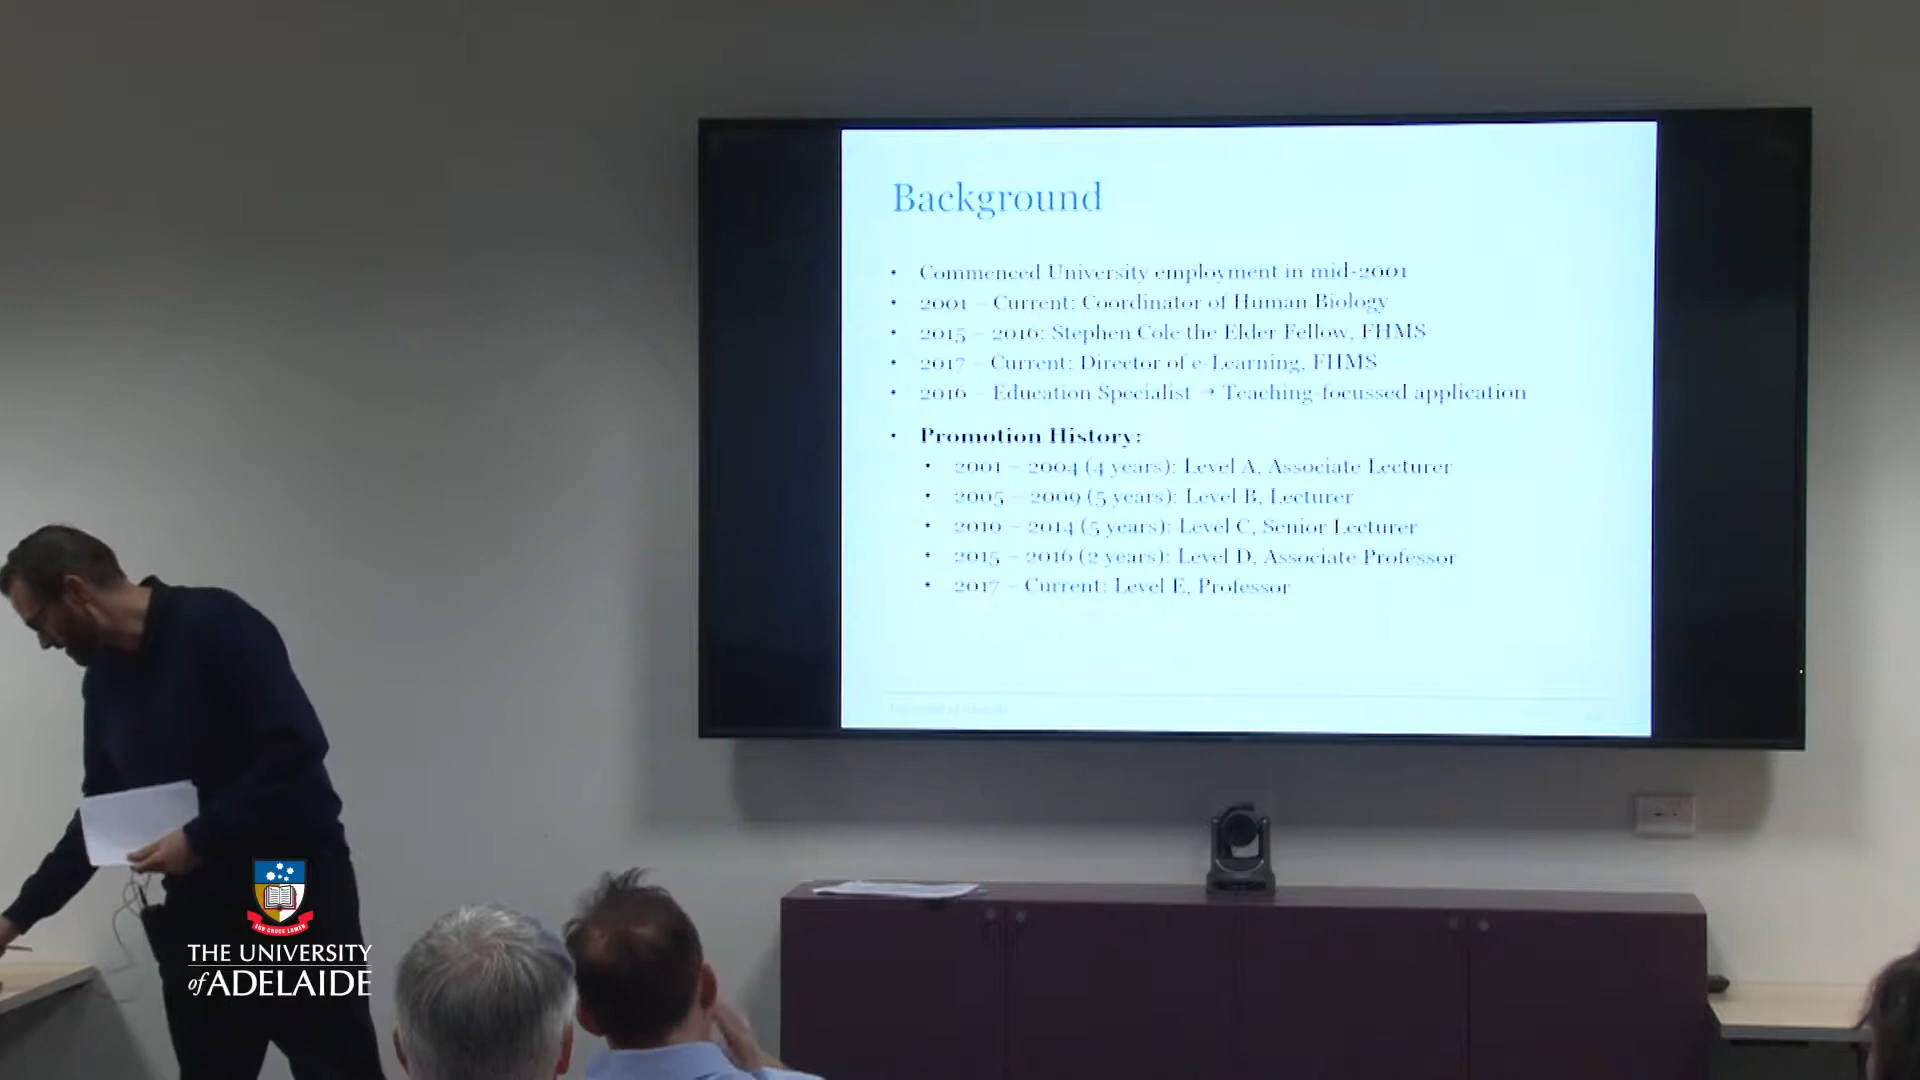 Background
• Commenced University employment in mid-2001
• 2001 – Current: Coordinator of Human Biology
• 2015 – 2016: Stephen Cole the Elder Fellow, FHMS
• 2017 – Current: Director of e-Learning, FHMS
• 2016 – Education Specialist → Teaching-focussed application
• Promotion History:
• 2001 – 2004 (4 years): Level A, Associate Lecturer
• 2005 – 2009 (5 years): Level B, Lecturer
• 2010 – 2014 (5 years): Level C, Senior Lecturer
• 2015 – 2016 (2 years): Level D, Associate Professor
• 2017 – Current: Level E, Professor
THE UNIVERSITY
of ADELAIDE